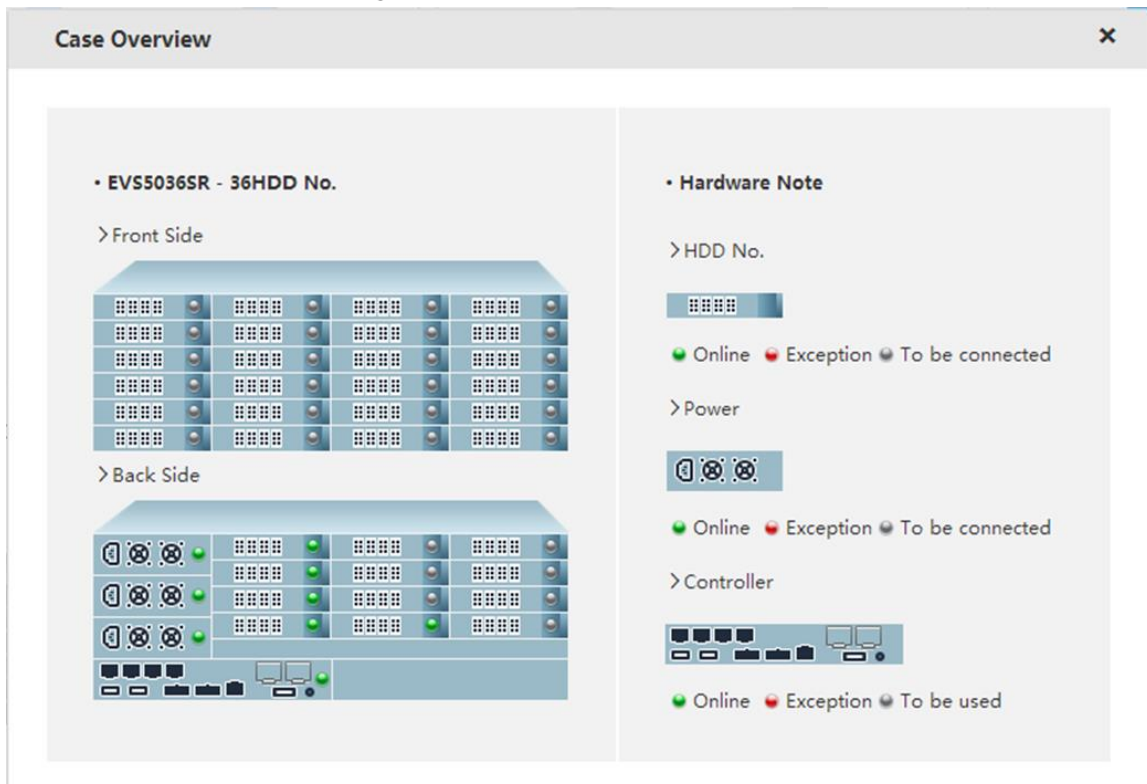 Case Overview ×
• EVS5036SR - 36HDD No.
>Front Side
>Back Side
• Hardware Note
>HDD No.
Online Exception To be connected
>Power
Online Exception To be connected
>Controller
Online Exception To be used